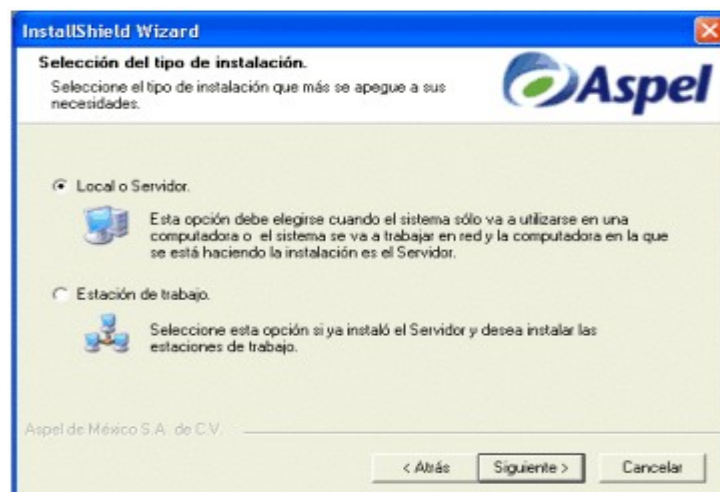 InstallShield Wizard
Selección del tipo de instalación.
Seleccione el tipo de instalación que más se apegue a sus
necesidades.
Aspel
Local o Servidor.
Esta opción debe elegirse cuando el sistema sólo va a utilizarse en una
computadora o el sistema se va a trabajar en red y la computadora en la que
se está haciendo la instalación es el Servidor.
Estación de trabajo.
Seleccione esta opción si ya instaló el Servidor y desea instalar las
estaciones de trabajo.
Aspel de México S.A. de C.V.
< Atrás
Siguiente >
Cancelar